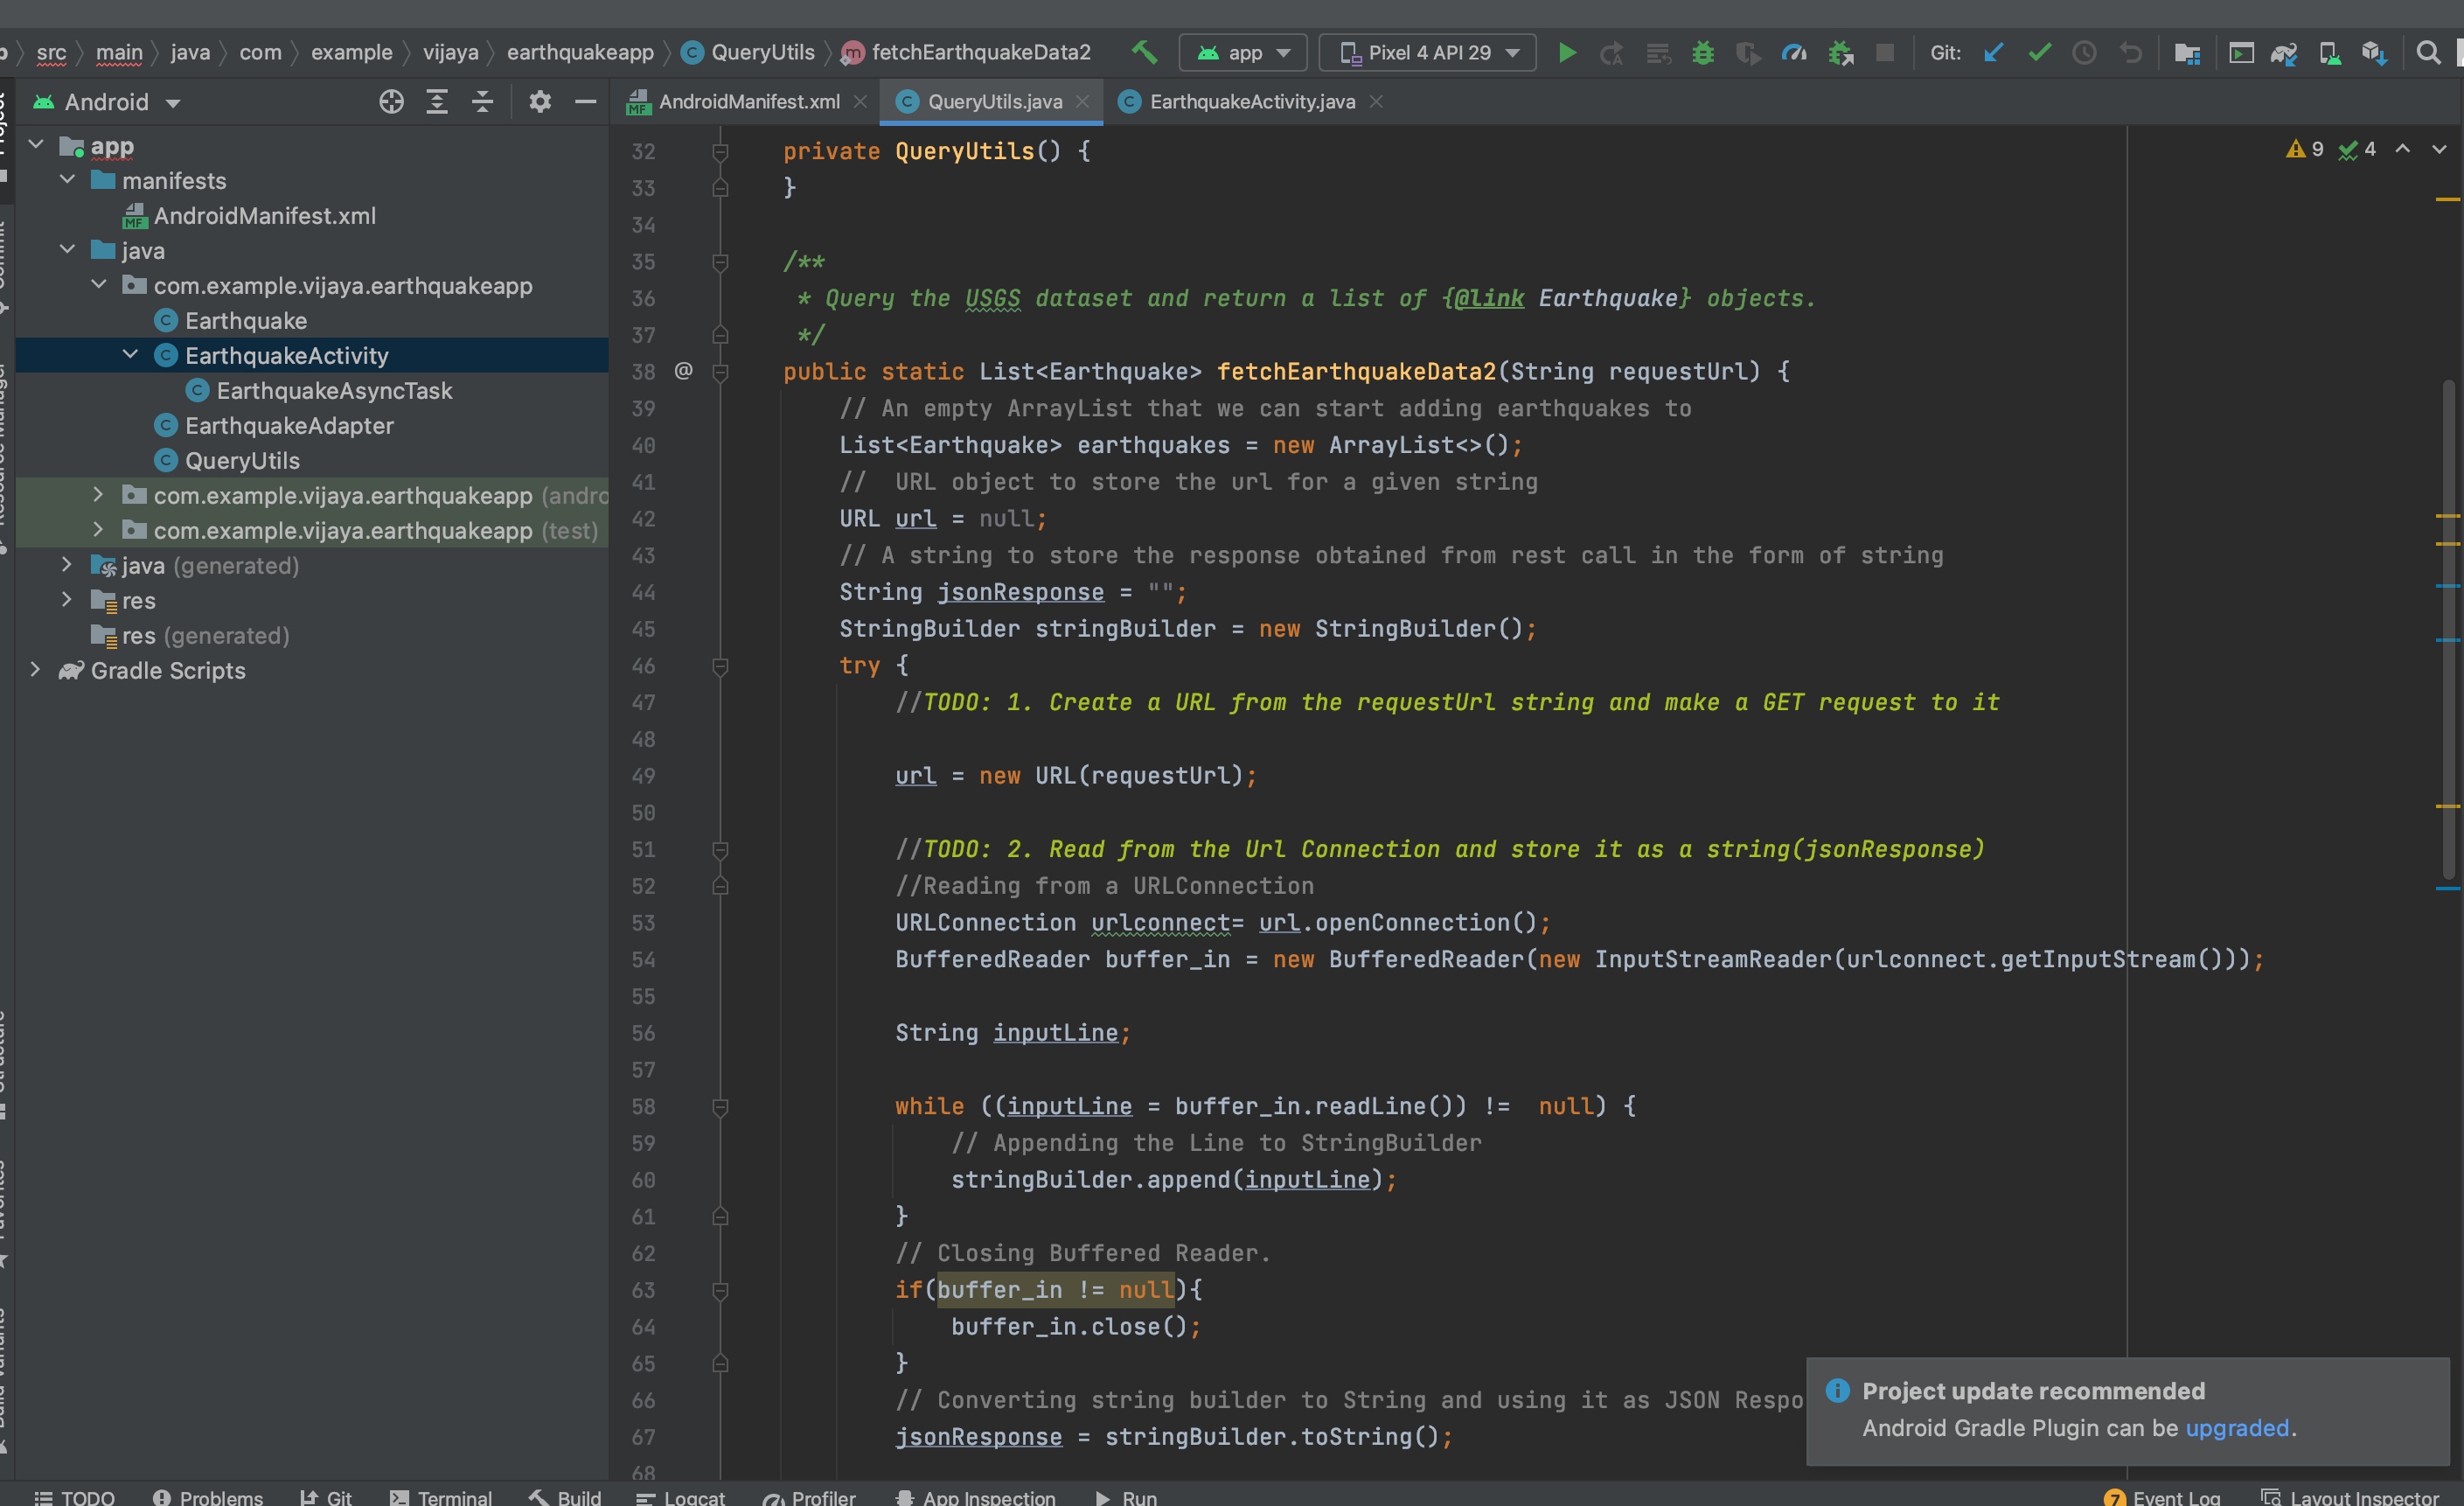 src main java com example vijaya earthquakeapp QueryUtils fetchEarthquakeData2 app Pixel 4 API 29 Git:
Android
AndroidManifest.xml QueryUtils.java EarthquakeActivity.java
app
manifests
AndroidManifest.xml
java
com.example.vijaya.earthquakeapp
Earthquake
EarthquakeActivity
EarthquakeAsyncTask
EarthquakeAdapter
QueryUtils
com.example.vijaya.earthquakeapp (andro
com.example.vijaya.earthquakeapp (test)
java (generated)
res
res (generated)
Gradle Scripts
9 4
32 private QueryUtils() {
33 }
34
35 /**
36 * Query the USGS dataset and return a list of {@link Earthquake} objects.
37 */
38 @ public static List<Earthquake> fetchEarthquakeData2(String requestUrl) {
39 // An empty ArrayList that we can start adding earthquakes to
40 List<Earthquake> earthquakes = new ArrayList<>();
41 //  URL object to store the url for a given string
42 URL url = null;
43 // A string to store the response obtained from rest call in the form of string
44 String jsonResponse = "";
45 StringBuilder stringBuilder = new StringBuilder();
46 try {
47 //TODO: 1. Create a URL from the requestUrl string and make a GET request to it
48
49 url = new URL(requestUrl);
50
51 //TODO: 2. Read from the Url Connection and store it as a string(jsonResponse)
52 //Reading from a URLConnection
53 URLConnection urlconnect= url.openConnection();
54 BufferedReader buffer_in = new BufferedReader(new InputStreamReader(urlconnect.getInputStream()));
55
56 String inputLine;
57
58 while ((inputLine = buffer_in.readLine()) !=  null) {
59 // Appending the Line to StringBuilder
60 stringBuilder.append(inputLine);
61 }
62 // Closing Buffered Reader.
63 if(buffer_in != null){
64 buffer_in.close();
65 }
66 // Converting string builder to String and using it as JSON Respo
67 jsonResponse = stringBuilder.toString();
68
Project update recommended
Android Gradle Plugin can be upgraded.
TODO Problems Git Terminal Build Logcat Profiler App Inspection Run 7 Event Log Layout Inspector